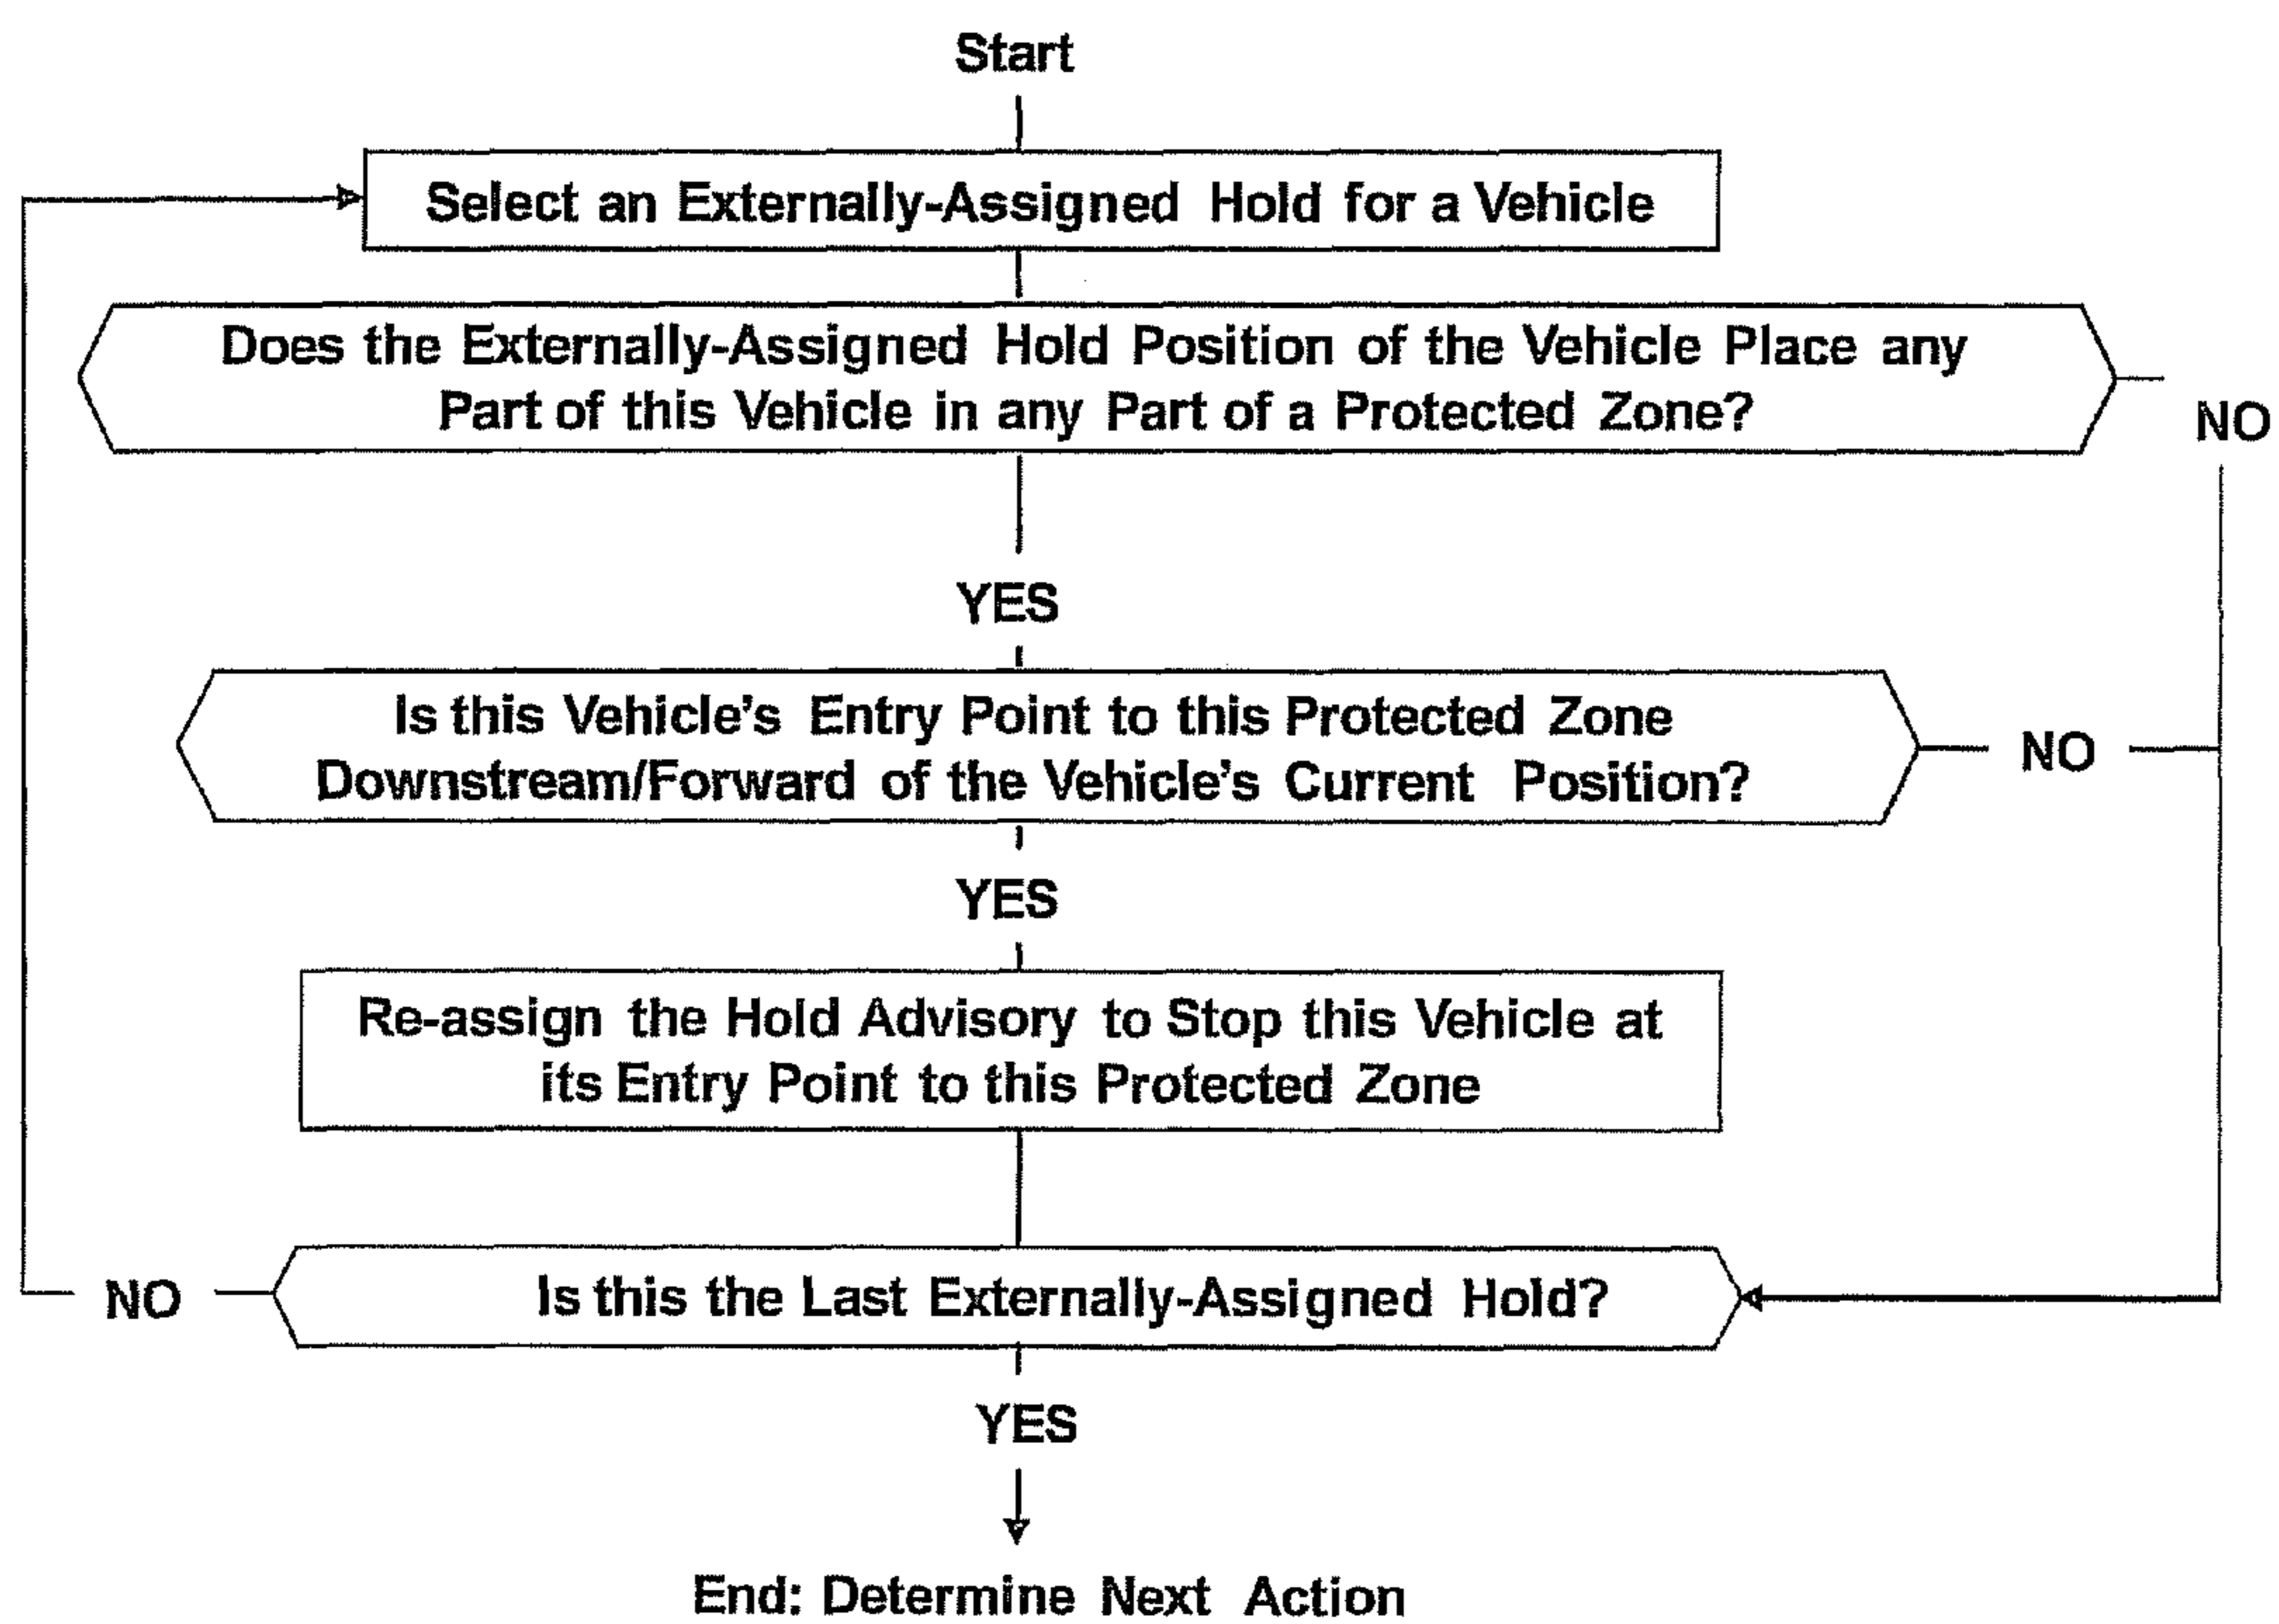 Start
Select an Externally-Assigned Hold for a Vehicle
Does the Externally-Assigned Hold Position of the Vehicle Place any
Part of this Vehicle in any Part of a Protected Zone?
NO
YES
Is this Vehicle's Entry Point to this Protected Zone
Downstream/Forward of the Vehicle's Current Position?
NO
YES
Re-assign the Hold Advisory to Stop this Vehicle at
its Entry Point to this Protected Zone
Is this the Last Externally-Assigned Hold?
NO
YES
End: Determine Next Action